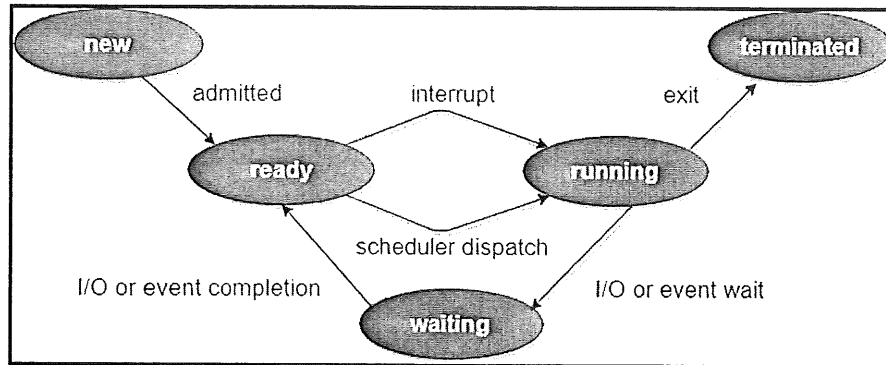 new
terminated
admitted
interrupt
exit
ready
running
scheduler dispatch
I/O or event completion
I/O or event wait
waiting